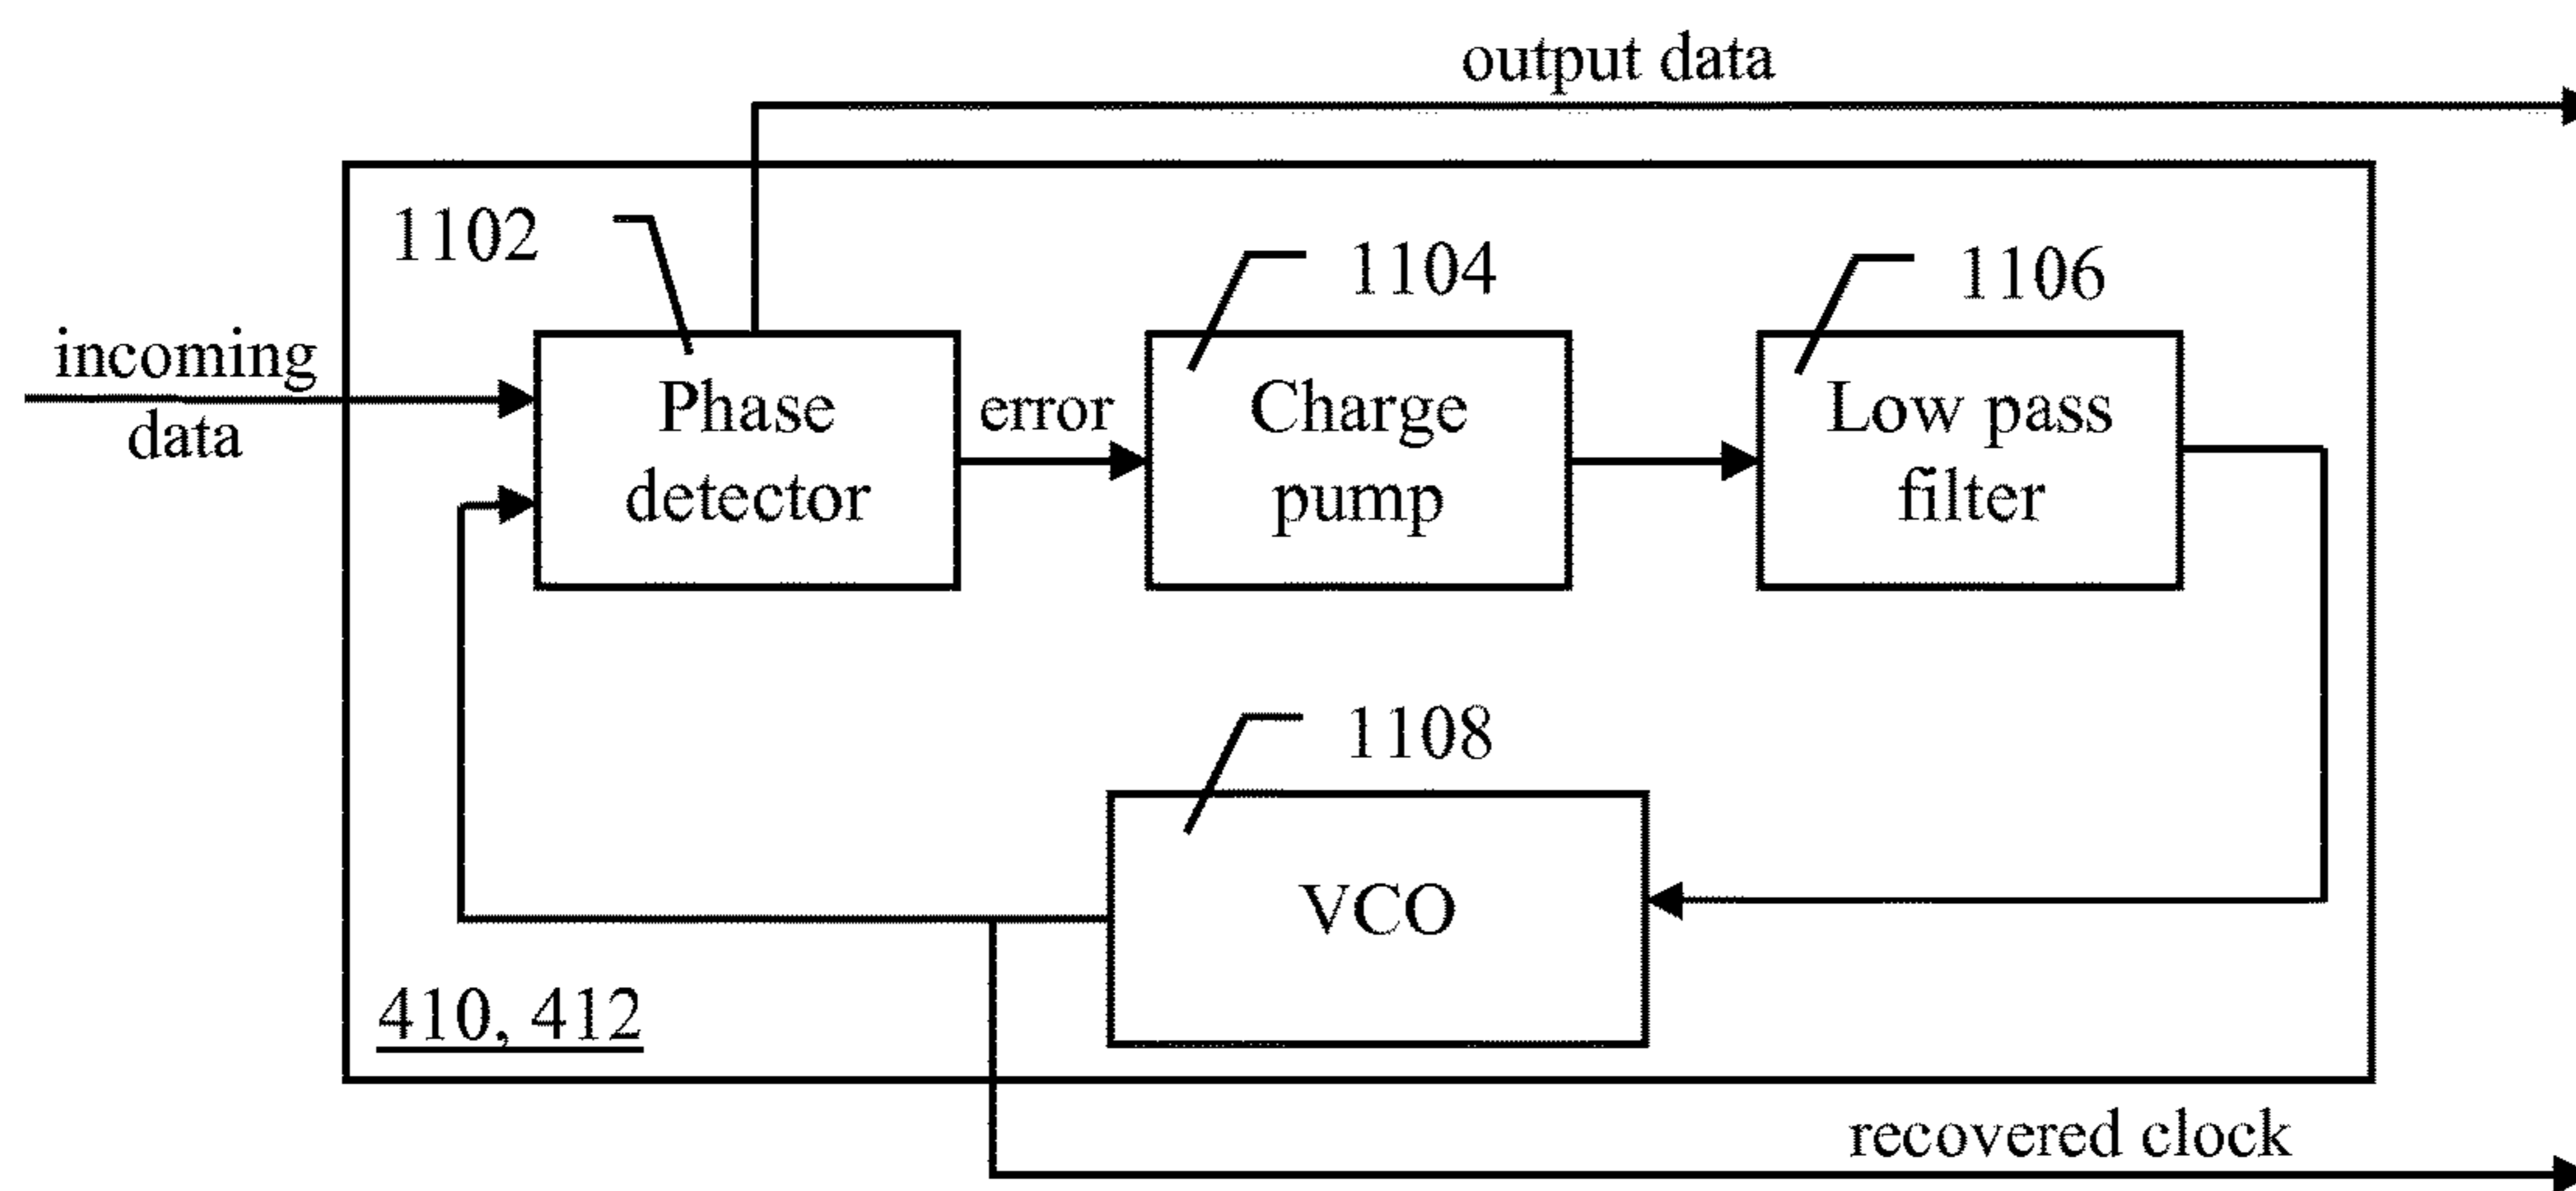 output data
1102
1104
1106
incoming
data
Phase
detector
error
Charge
pump
Low pass
filter
1108
VCO
410, 412
recovered clock